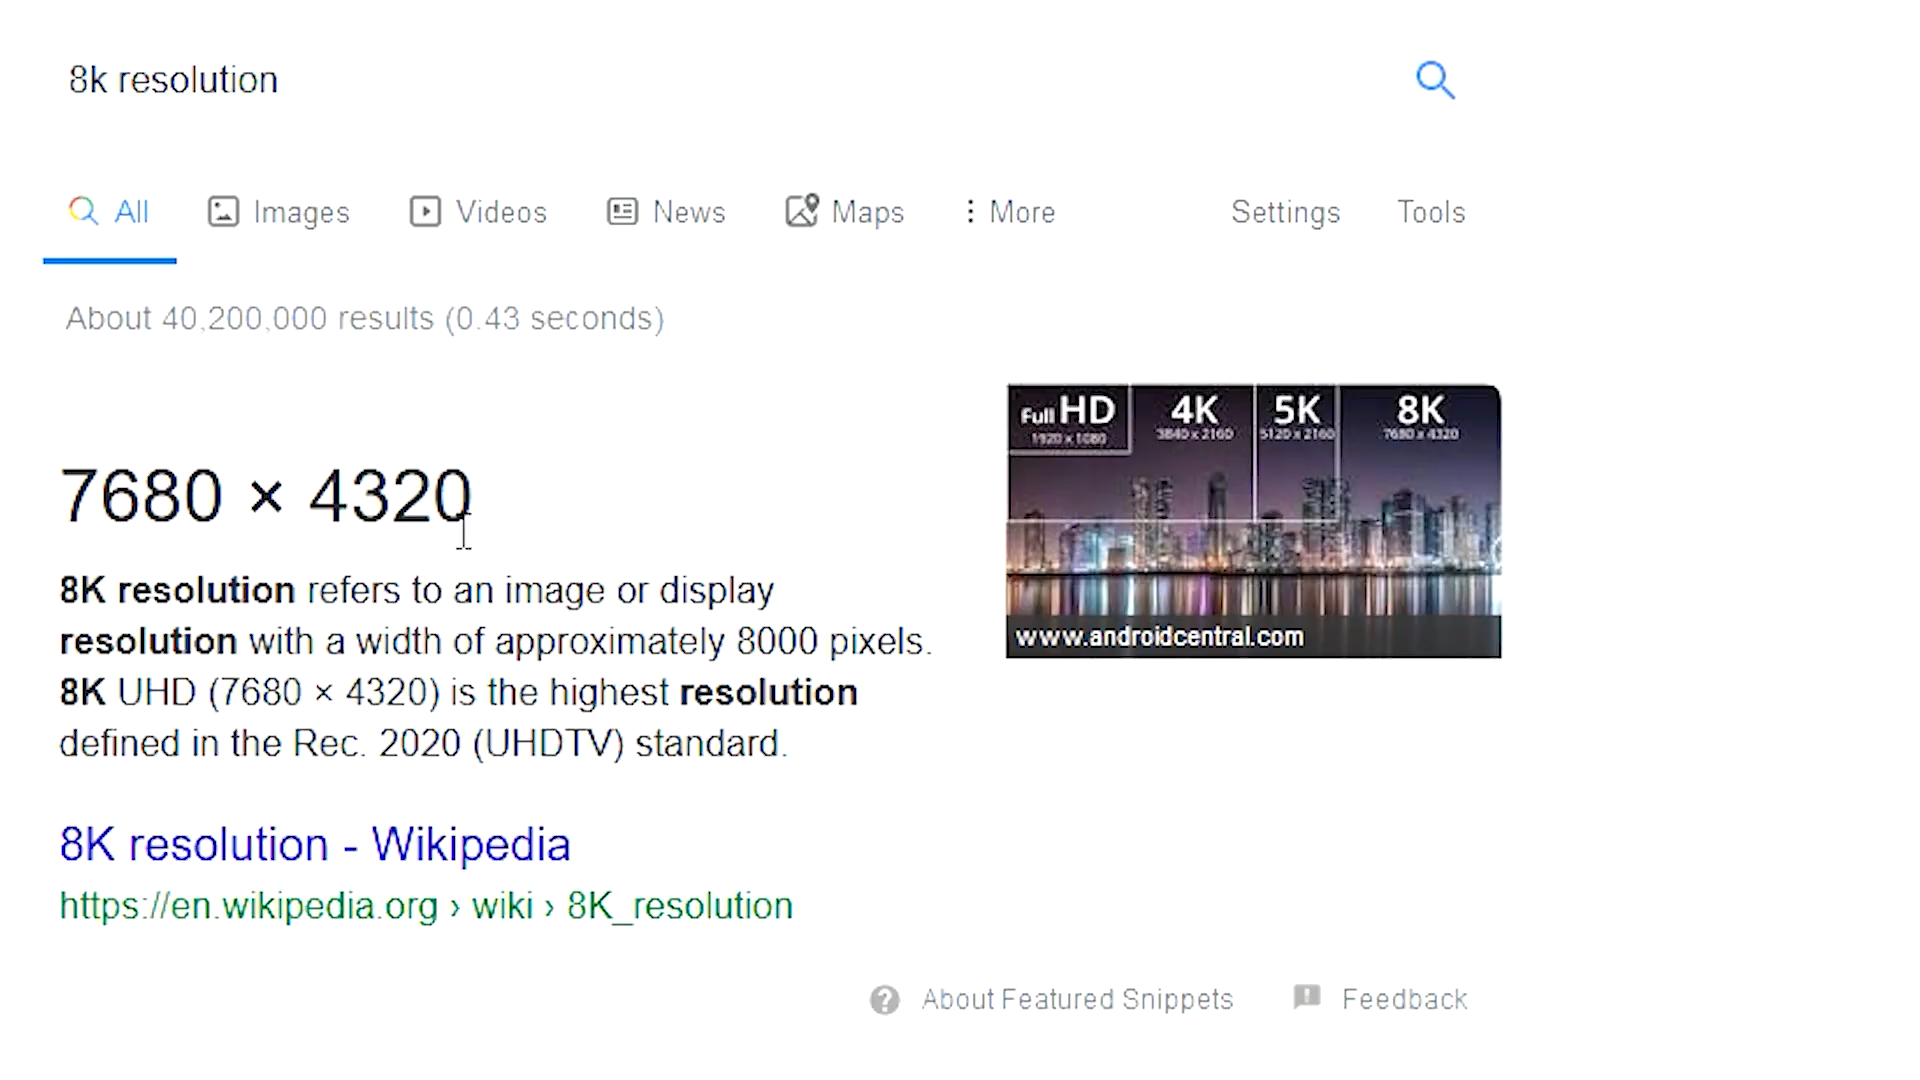 8k resolution
All Images Videos News Maps More Settings Tools
About 40,200,000 results (0.43 seconds)
Full HD 4K 5K 8K
1920 x 1080 3840 x 2160 5120 x 2160 7680 x 4320
7680 × 4320
8K resolution refers to an image or display
resolution with a width of approximately 8000 pixels.
8K UHD (7680 × 4320) is the highest resolution
defined in the Rec. 2020 (UHDTV) standard.
www.androidcentral.com
8K resolution - Wikipedia
https://en.wikipedia.org › wiki › 8K_resolution
About Featured Snippets Feedback